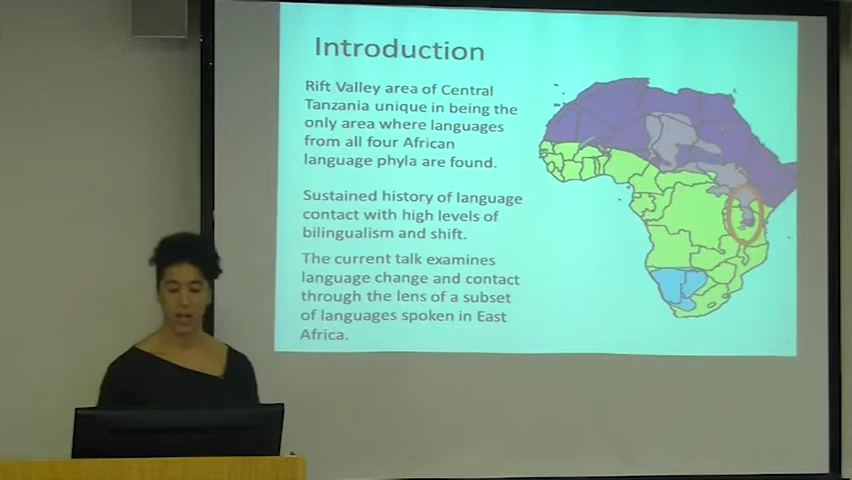 Introduction
Rift Valley area of Central
Tanzania unique in being the
only area where languages
from all four African
language phyla are found.
Sustained history of language
contact with high levels of
bilingualism and shift.
The current talk examines
language change and contact
through the lens of a subset
of languages spoken in East
Africa.